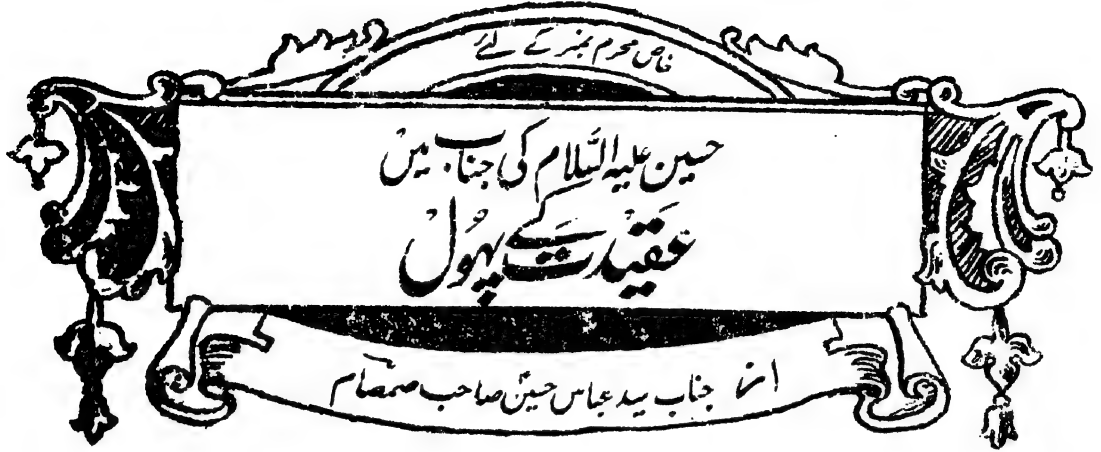 خاص محرم نمبر کے لئے
حسین علیہ السلام کی جناب میں
عقیدت کے پھول
از جناب سید عباس حسین صاحب صمصام